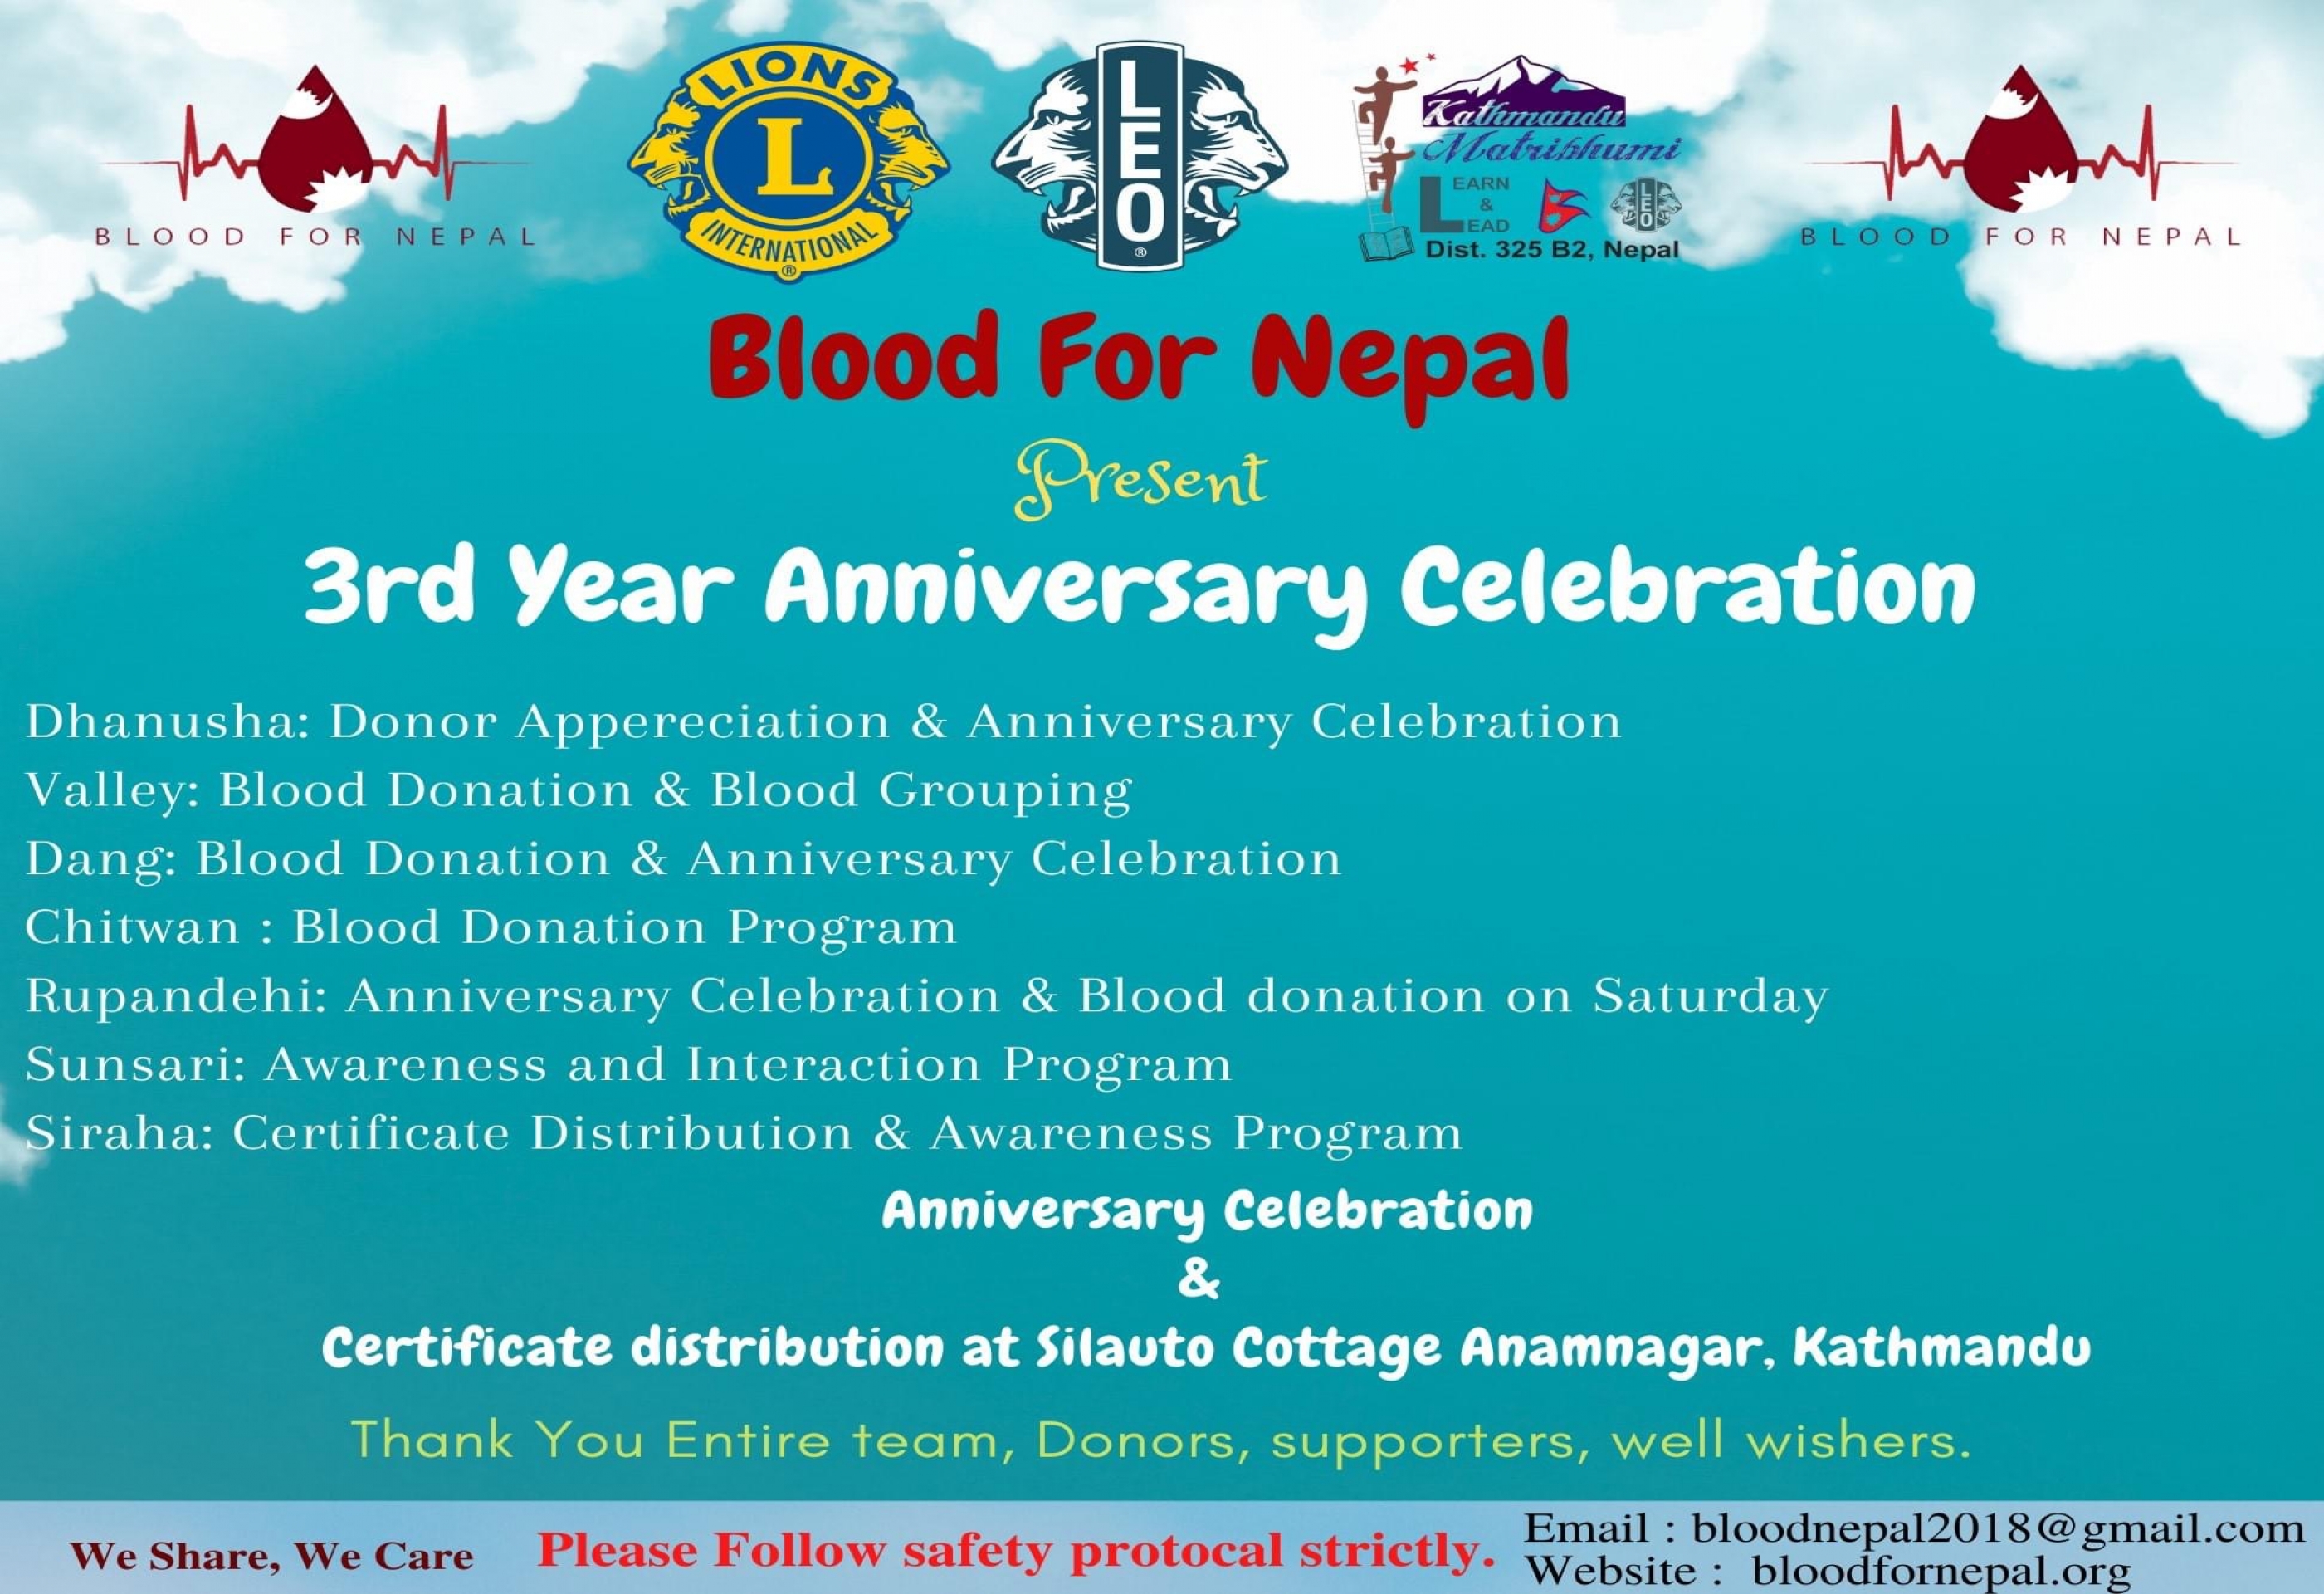 BLOOD FOR NEPAL
LIONS
L
INTERNATIONAL
®
LEO
®
Kathmandu
Matribhumi
LEARN
&
LEAD
LEO
Dist. 325 B2, Nepal
BLOOD FOR NEPAL
Blood For Nepal
Present
3rd Year Anniversary Celebration
Dhanusha: Donor Appereciation & Anniversary Celebration
Valley: Blood Donation & Blood Grouping
Dang: Blood Donation & Anniversary Celebration
Chitwan : Blood Donation Program
Rupandehi: Anniversary Celebration & Blood donation on Saturday
Sunsari: Awareness and Interaction Program
Siraha: Certificate Distribution & Awareness Program
Anniversary Celebration
&
Certificate distribution at Silauto Cottage Anamnagar, Kathmandu
Thank You Entire team, Donors, supporters, well wishers.
We Share, We Care
Please Follow safety protocal strictly.
Email : bloodnepal2018@gmail.com
Website : bloodfornepal.org